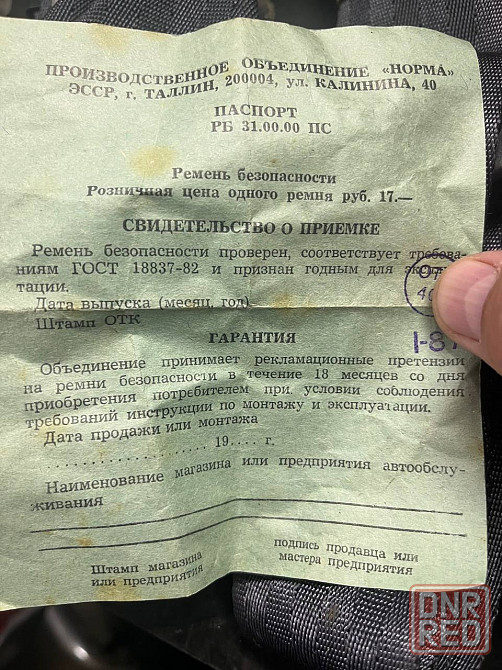 ПРОИЗВОДСТВЕННОЕ ОБЪЕДИНЕНИЕ «НОРМА»
ЭССР, г. ТАЛЛИН, 200004, ул. КАЛИНИНА, 40
ПАСПОРТ
РБ 31.00.00 ПС
Ремень безопасности
Розничная цена одного ремня руб. 17.—
СВИДЕТЕЛЬСТВО О ПРИЕМКЕ
Ремень безопасности проверен, соответствует требова-
ниям ГОСТ 18837-82 и признан годным для
тации.
Дата выпуска (месяц, год)
Штамп ОТК
1-87
ГАРАНТИЯ
Объединение принимает рекламационные претензии
на ремни безопасности в течение 18 месяцев со дня
приобретения потребителем при условии соблюдения
требований инструкции по монтажу и эксплуатации.
Дата продажи или монтажа
.................... 19.... г.
Наименование магазина или предприятия автообслу-
живания
Штамп магазина
или предприятия
подпись продавца или
мастера предприятия
DNR
RED